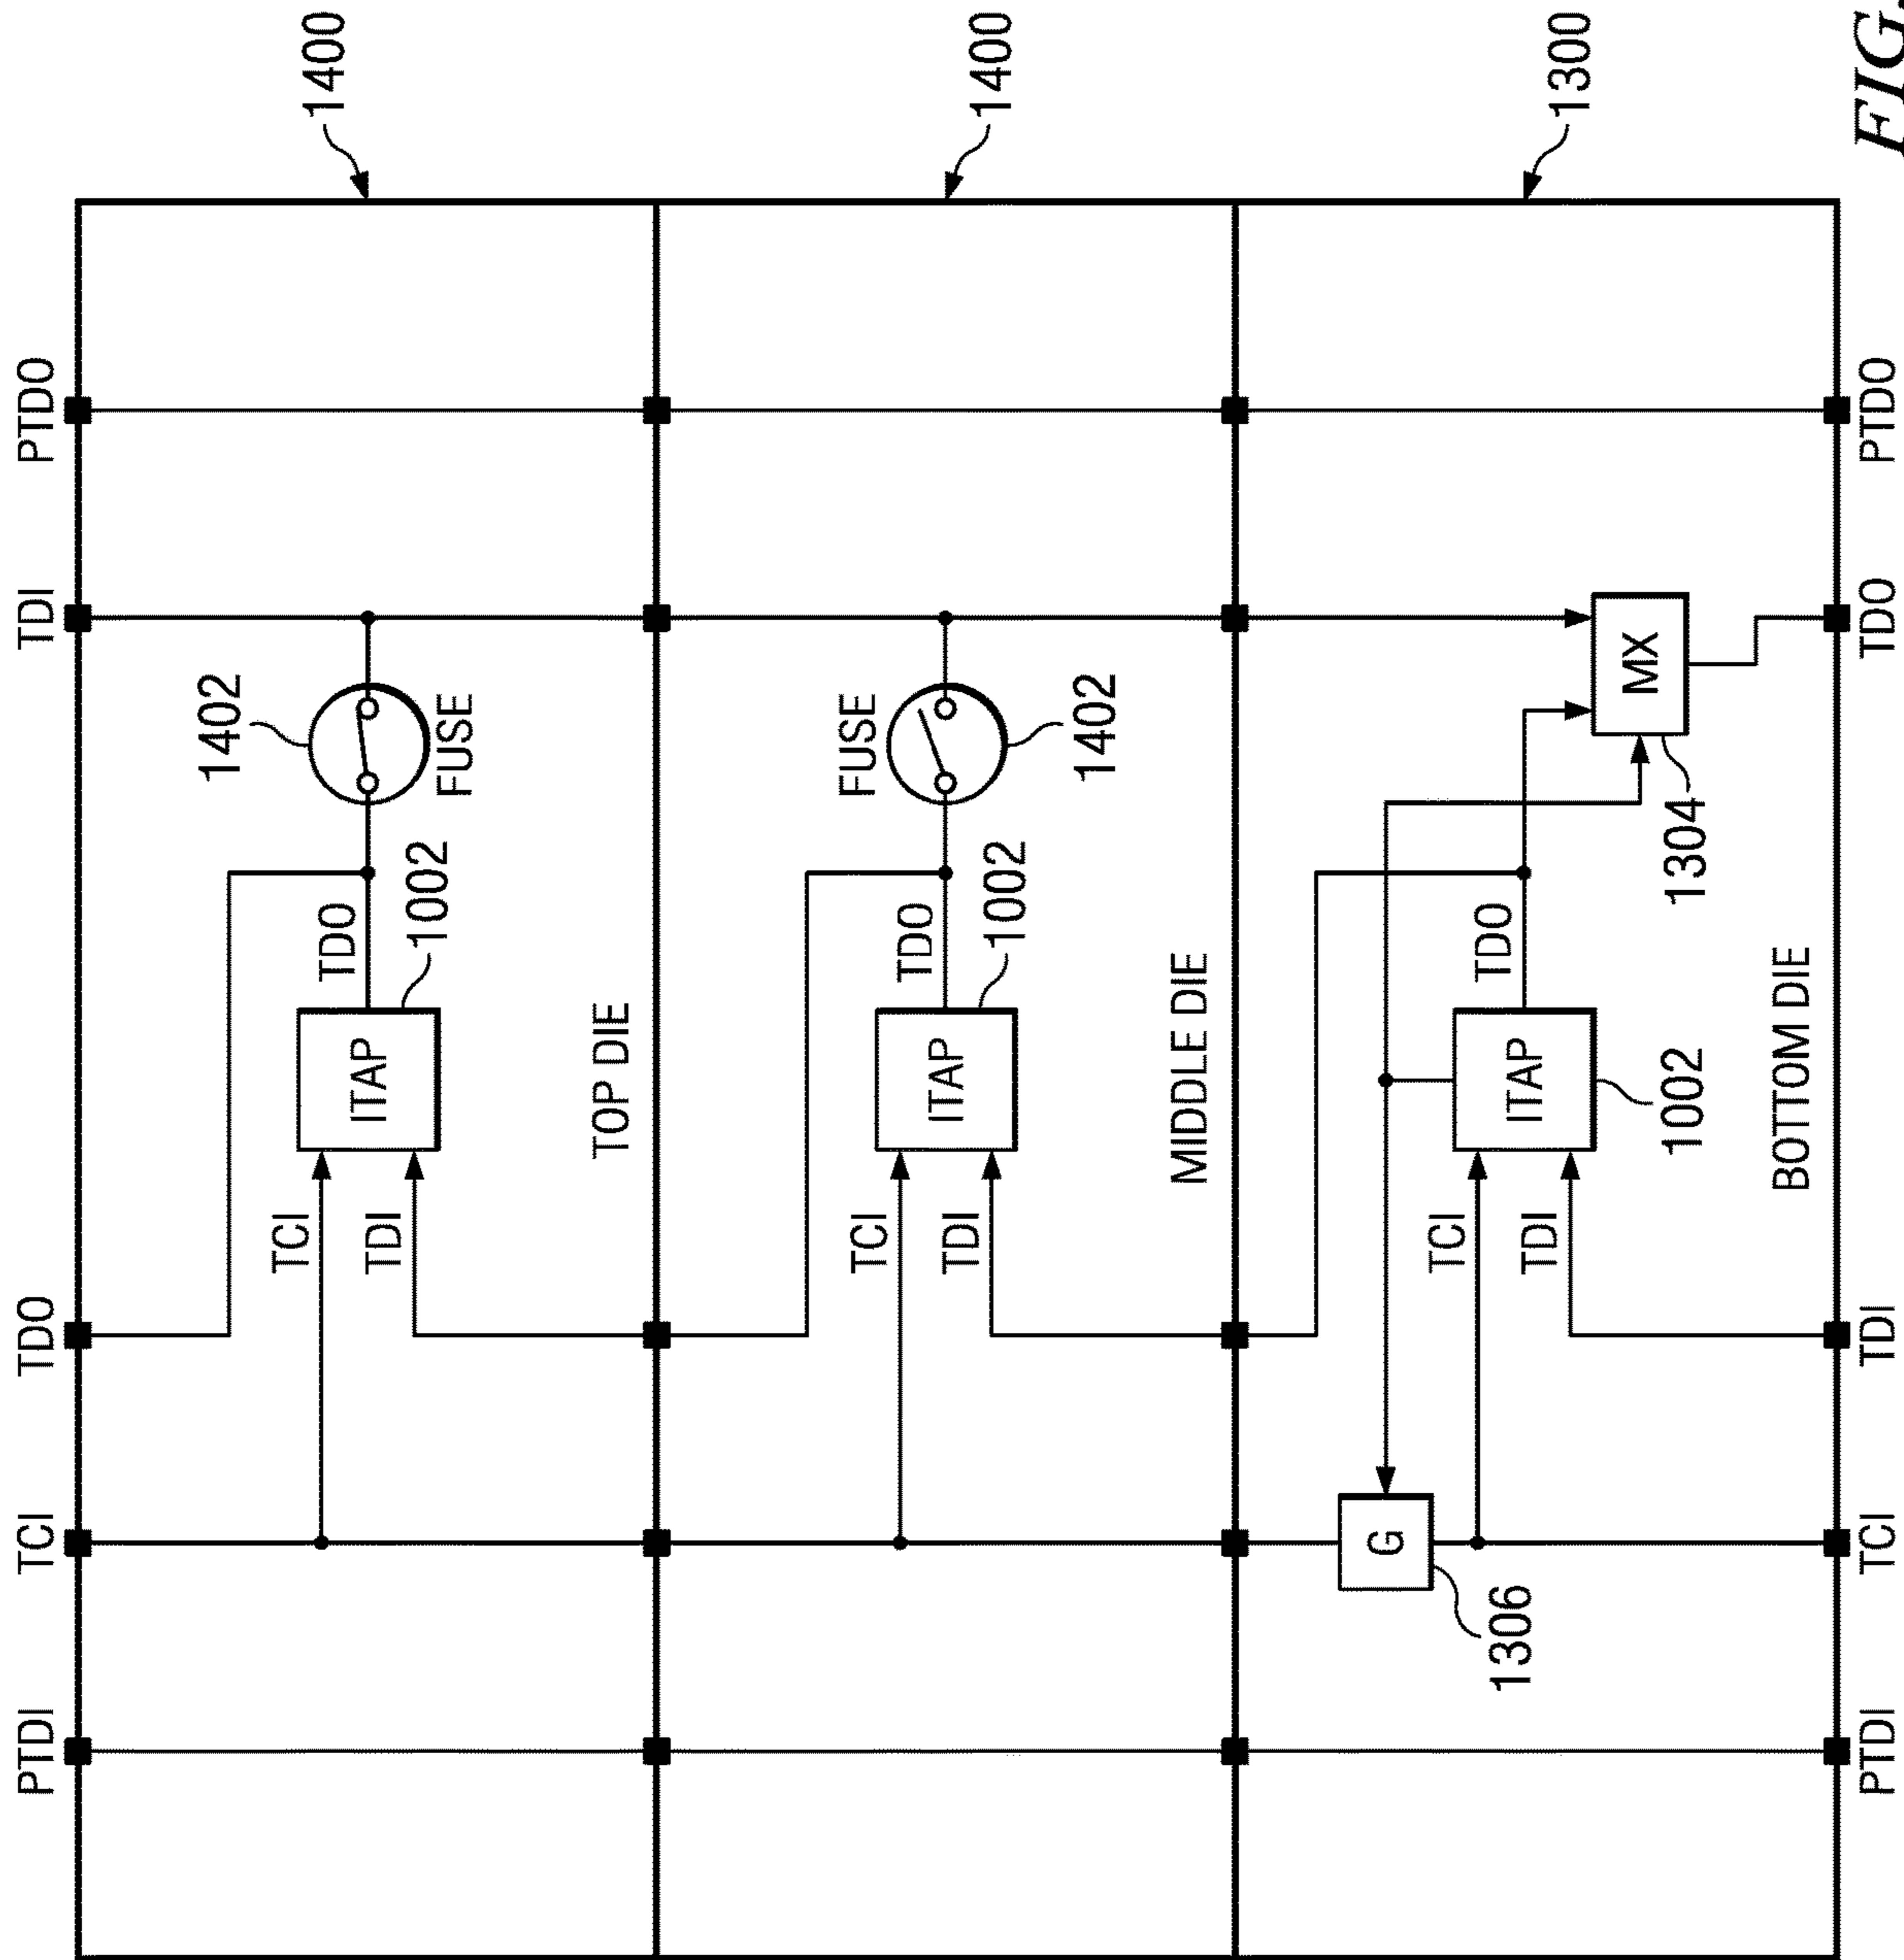 PTDI
TCI
TDO
TDI
PTDO
1400
1402
TCI
TDI
ITAP
TDO
1002
FUSE
TOP DIE
1400
FUSE
1402
TCI
TDI
ITAP
TDO
1002
MIDDLE DIE
1300
G
1306
TCI
TDI
ITAP
1002
TDO
MX
1304
BOTTOM DIE
PTDI
TCI
TDI
TDO
PTDO
FIG.